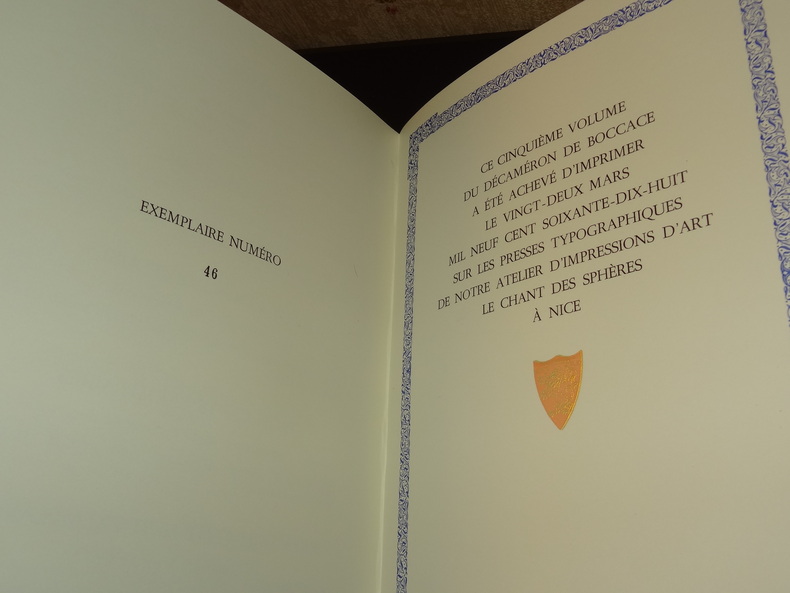 EXEMPLAIRE NUMÉRO
46
CE CINQUIÈME VOLUME
DU DÉCAMÉRON DE BOCCACE
A ÉTÉ ACHEVÉ D'IMPRIMER
LE VINGT-DEUX MARS
MIL NEUF CENT SOIXANTE-DIX-HUIT
SUR LES PRESSES TYPOGRAPHIQUES
DE NOTRE ATELIER D'IMPRESSIONS D'ART
LE CHANT DES SPHÈRES
À NICE